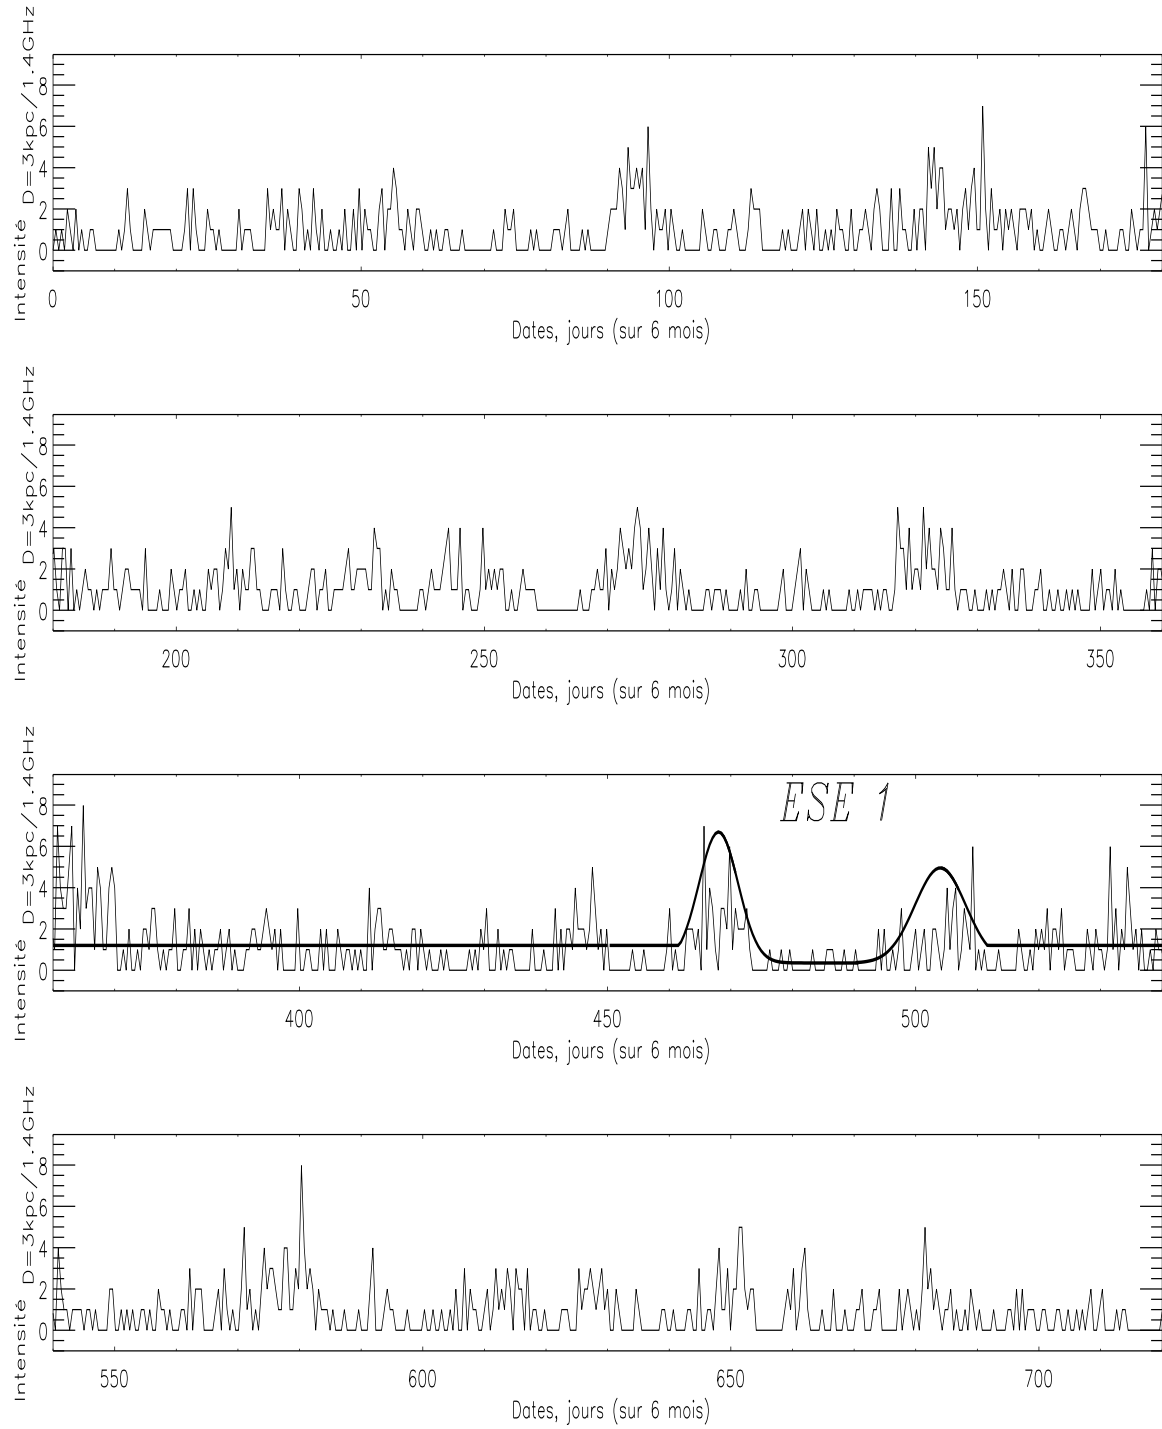 Intensité D=3kpc/1.4GHz
8
6
4
2
0
0 50 100 150
Dates, jours (sur 6 mois)
Intensité D=3kpc/1.4GHz
8
6
4
2
0
200 250 300 350
Dates, jours (sur 6 mois)
Intensité D=3kpc/1.4GHz
ESE 1
8
6
4
2
0
400 450 500
Dates, jours (sur 6 mois)
Intensité D=3kpc/1.4GHz
8
6
4
2
0
550 600 650 700
Dates, jours (sur 6 mois)